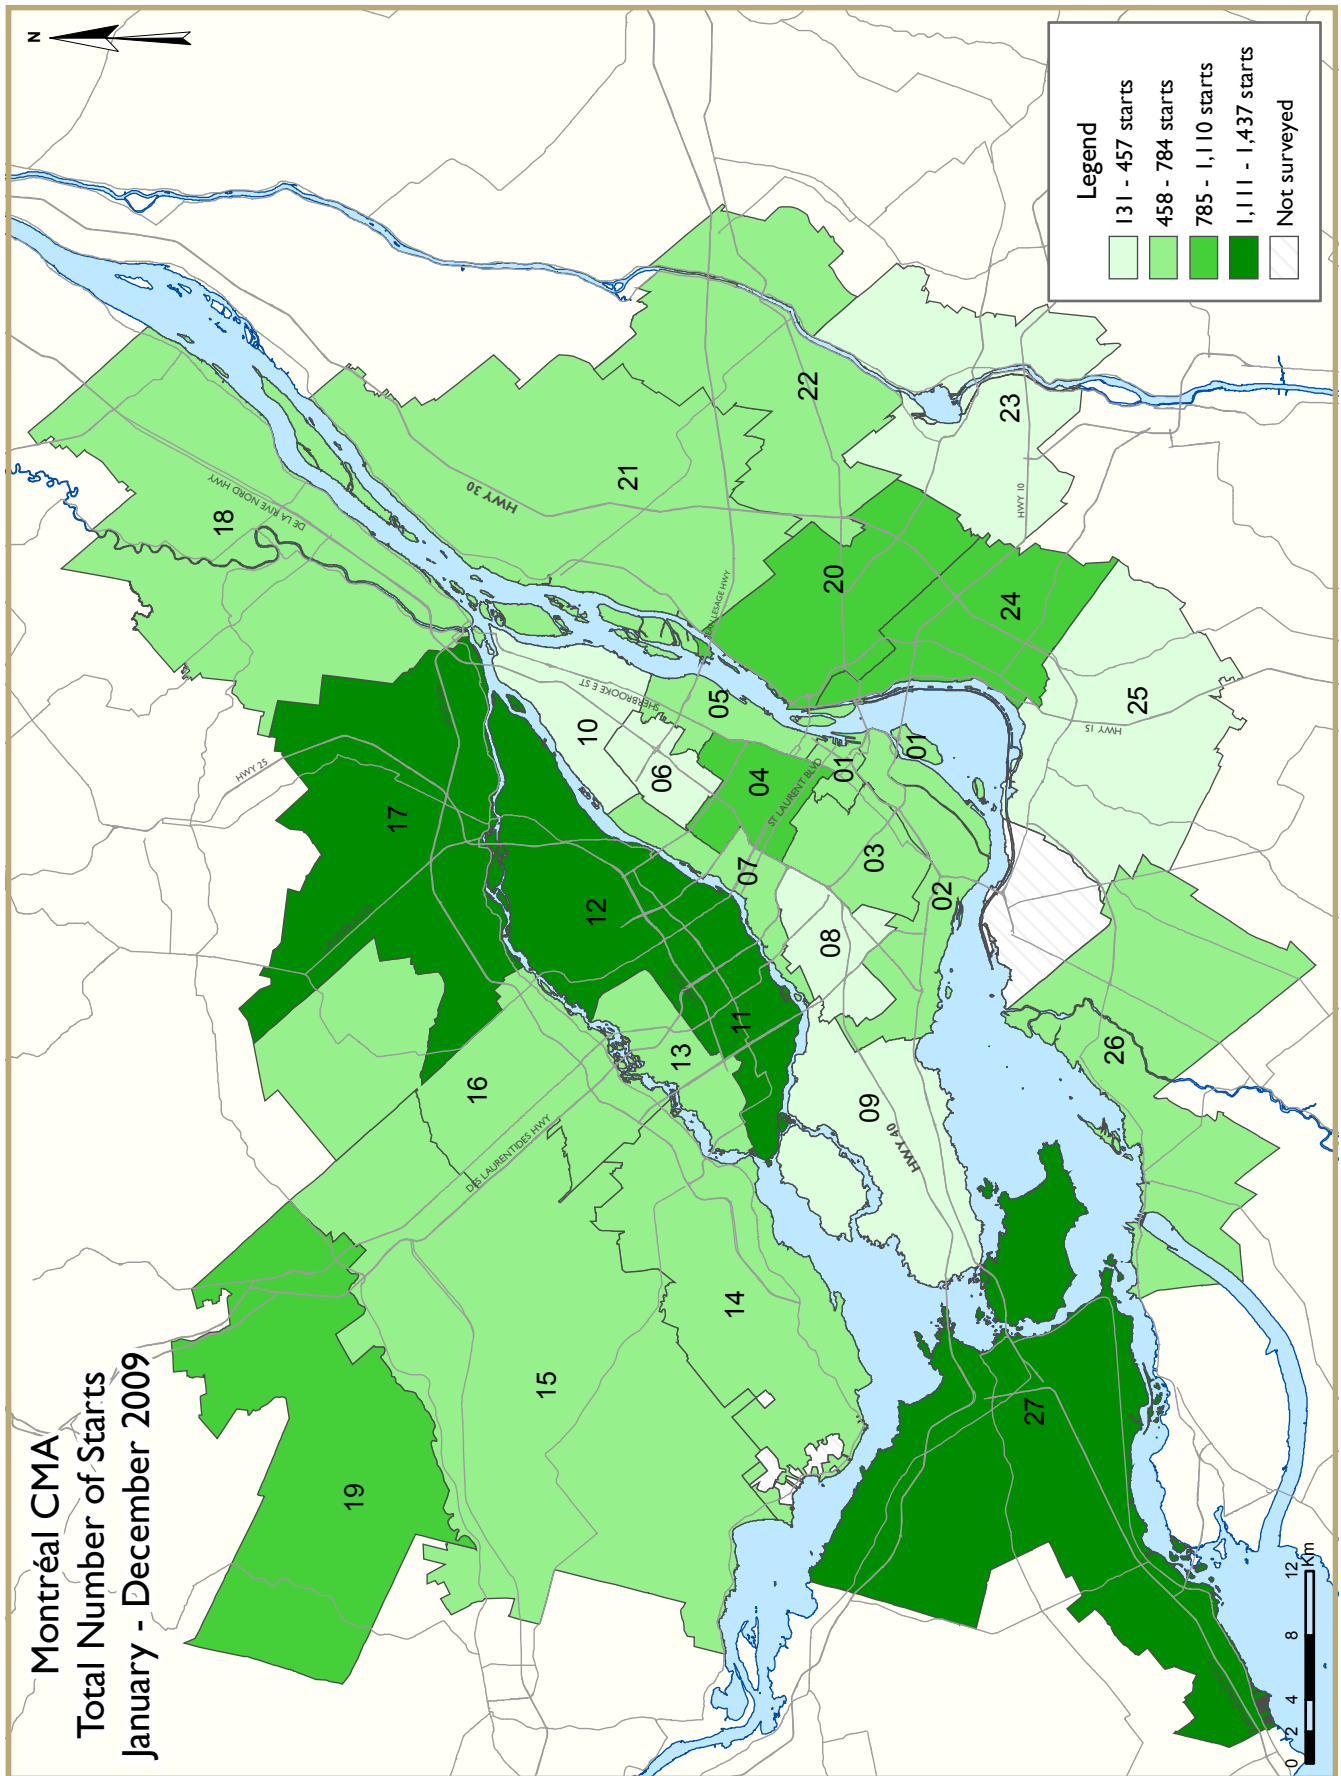 Montréal CMA
Total Number of Starts
January - December 2009
N
Legend
131 - 457 starts
458 - 784 starts
785 - 1,110 starts
1,111 - 1,437 starts
Not surveyed
18
DE LA RIVE NORD HWY
HWY 30
21
22
23
HWY 10
20
24
25
HWY 15
SHERBROOKE E ST
05
10
06
04
ST LAURENT BLVD
01
01
HWY 25
17
12
07
03
02
08
11
13
16
DES LAURENTIDES HWY
09
HWY 40
26
19
15
14
27
0 2 4 8 12
Km